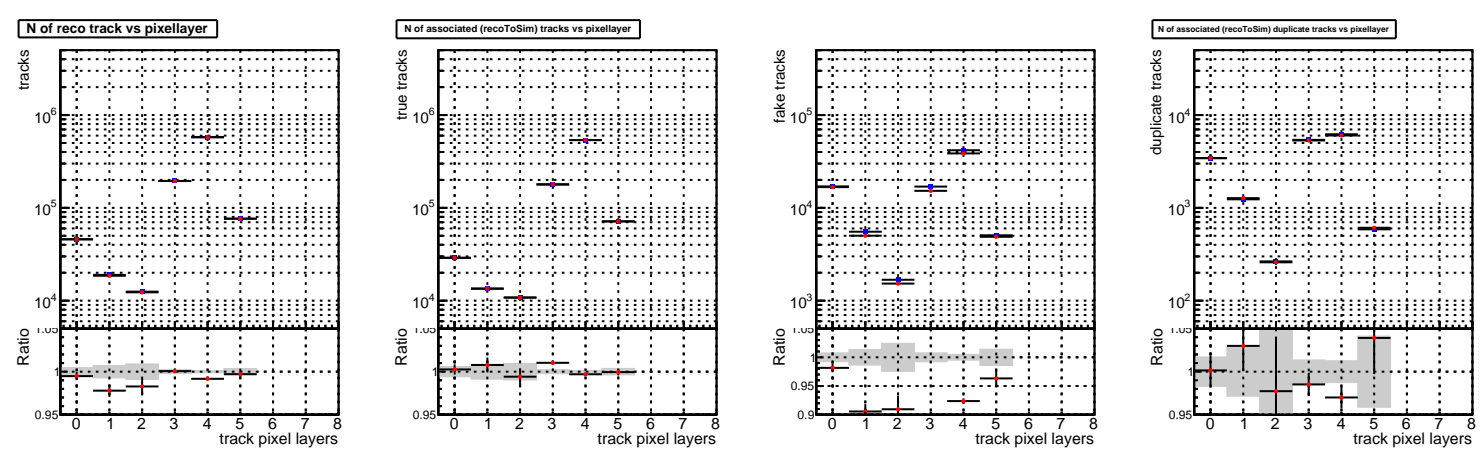 N of reco track vs pixellayer
tracks
10^6
10^5
10^4
1.05
Ratio
1
0.95
0 1 2 3 4 5 6 7 8
track pixel layers
N of associated (recoToSim) tracks vs pixellayer
true tracks
10^6
10^5
10^4
1.05
Ratio
1
0.95
0 1 2 3 4 5 6 7 8
track pixel layers
fake tracks
10^5
10^4
10^3
1.05
Ratio
1
0.95
0.9
0 1 2 3 4 5 6 7 8
track pixel layers
N of associated (recoToSim) duplicate tracks vs pixellayer
duplicate tracks
10^4
10^3
10^2
1.05
Ratio
1
0.95
0 1 2 3 4 5 6 7 8
track pixel layers